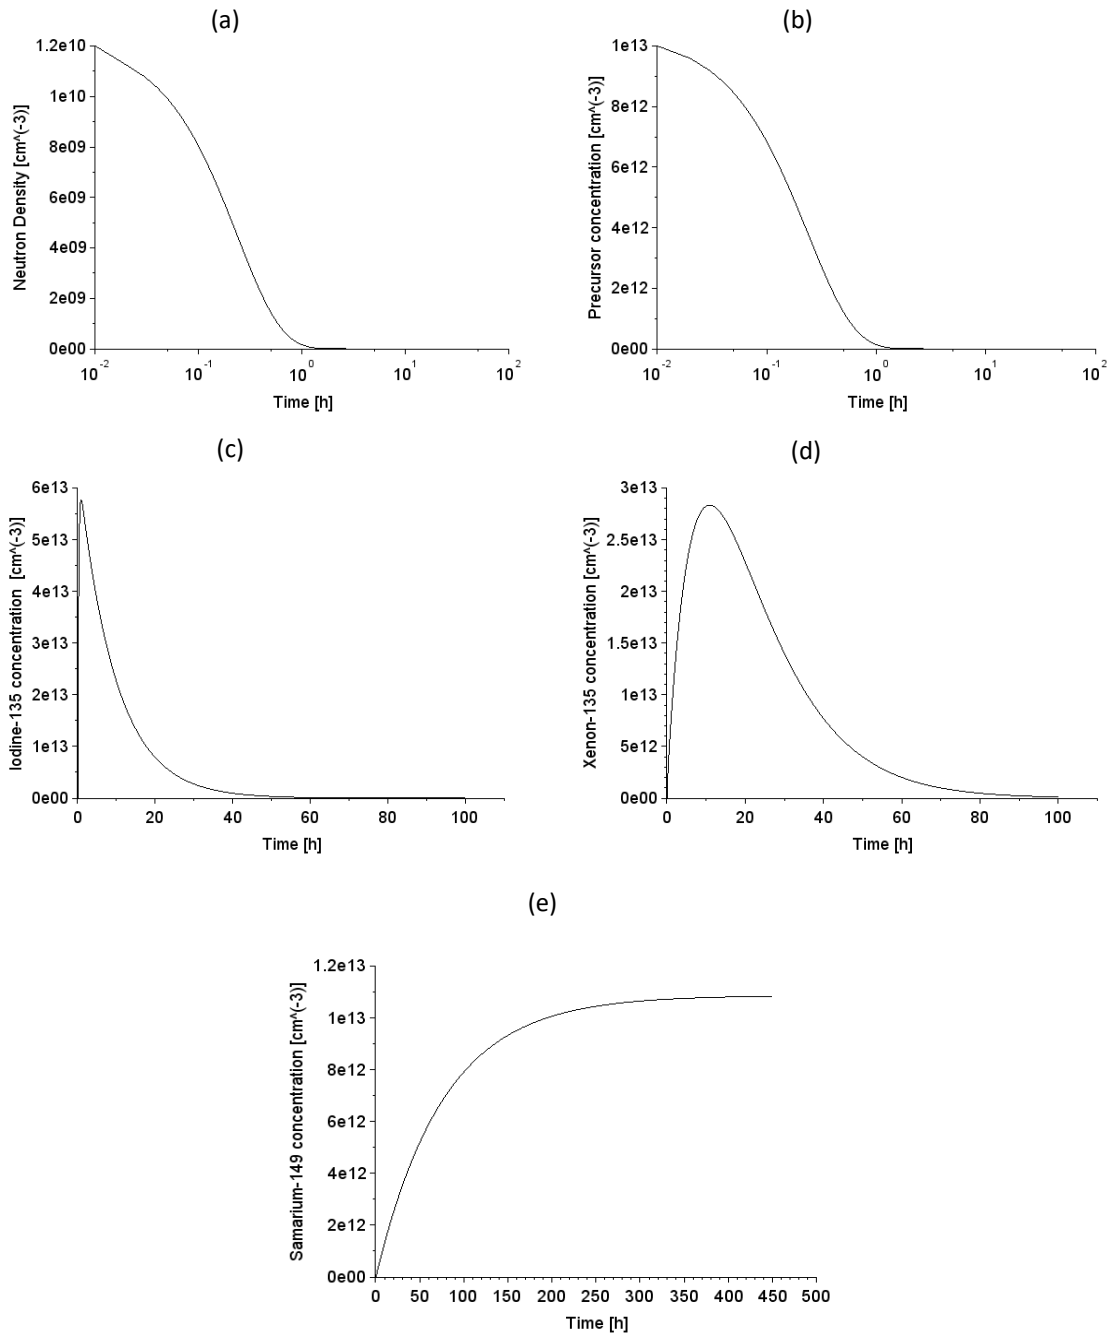 (a)
1.2e10
1e10
8e09
6e09
4e09
2e09
0e00
Neutron Density [cm^(-3)]
10^-2
10^-1
10^0
10^1
10^2
Time [h]
(b)
1e13
8e12
6e12
4e12
2e12
0e00
Precursor concentration [cm^(-3)]
10^-2
10^-1
10^0
10^1
10^2
Time [h]
(c)
6e13
5e13
4e13
3e13
2e13
1e13
0e00
Iodine-135 concentration [cm^(-3)]
0 20 40 60 80 100
Time [h]
(d)
3e13
2.5e13
2e13
1.5e13
1e13
5e12
0e00
Xenon-135 concentration [cm^(-3)]
0 20 40 60 80 100
Time [h]
(e)
1.2e13
1e13
8e12
6e12
4e12
2e12
0e00
Samarium-149 concentration [cm^(-3)]
0 50 100 150 200 250 300 350 400 450 500
Time [h]